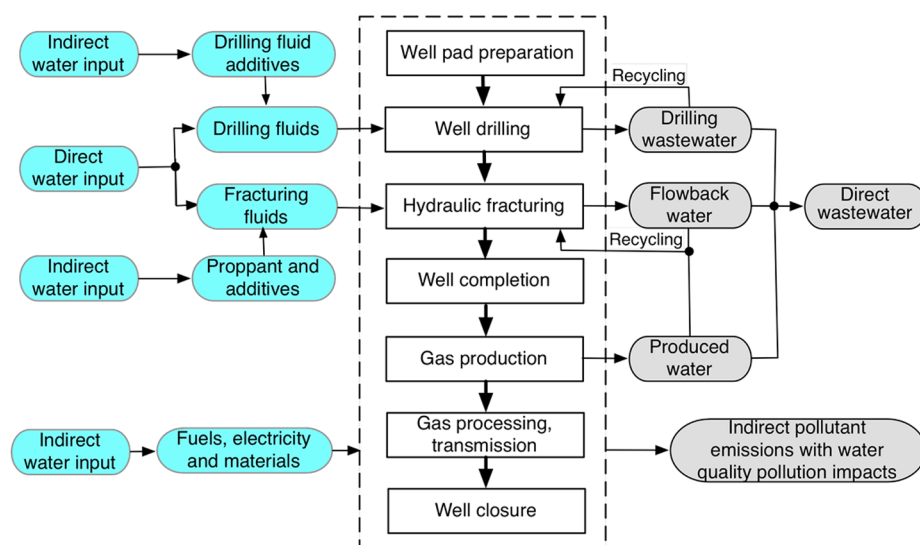 Indirect
water input
Drilling fluid
additives
Well pad preparation
Recycling
Drilling fluids
Well drilling
Drilling
wastewater
Direct
water input
Fracturing
fluids
Hydraulic fracturing
Flowback
water
Direct
wastewater
Recycling
Indirect
water input
Proppant and
additives
Well completion
Gas production
Produced
water
Gas processing,
transmission
Indirect
water input
Fuels, electricity
and materials
Indirect pollutant
emissions with water
quality pollution impacts
Well closure